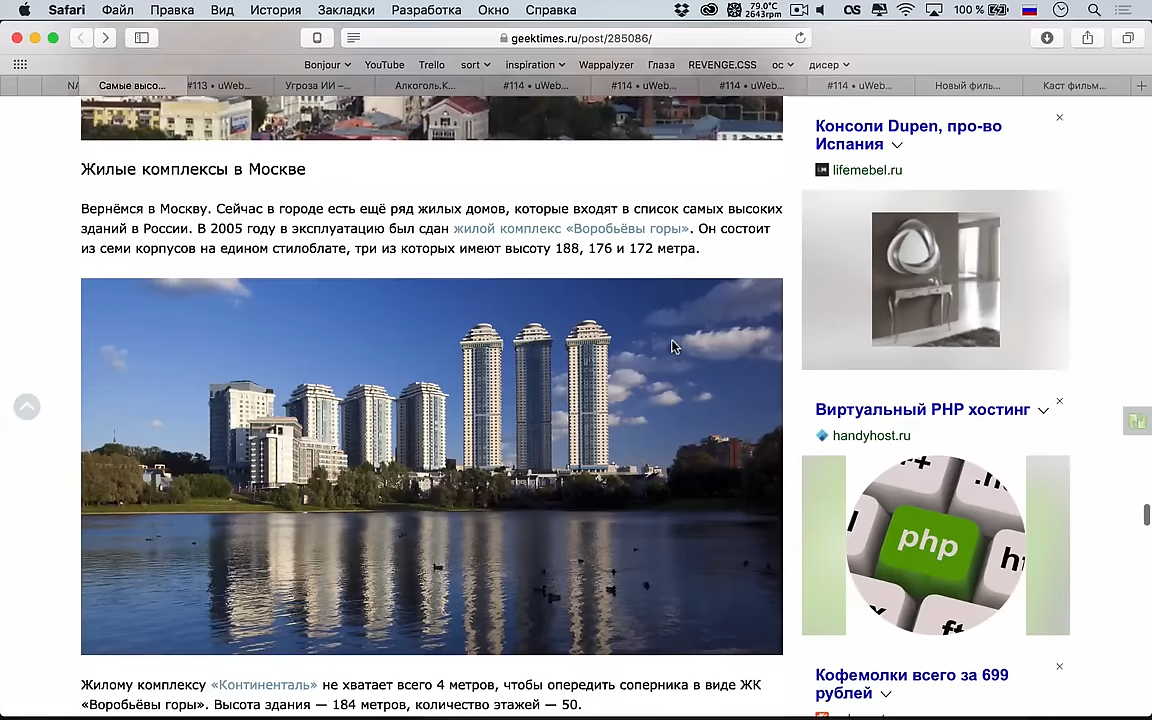 Safari Файл Правка Вид История Закладки Разработка Окно Справка 79.0°C 2643rpm 100 %
geektimes.ru/post/285086/
Bonjour YouTube Trello sort inspiration Wappalyzer Глаза REVENGE.CSS ос дисер
NA Самые высо... #113 • uWeb... Угроза ИИ –... Алкоголь.К... #114 • uWeb... #114 • uWeb... #114 • uWeb... #114 • uWeb... Новый филь... Каст фильм...
Жилые комплексы в Москве
Вернёмся в Москву. Сейчас в городе есть ещё ряд жилых домов, которые входят в список самых высоких
зданий в России. В 2005 году в эксплуатацию был сдан жилой комплекс «Воробьёвы горы». Он состоит
из семи корпусов на едином стилоблате, три из которых имеют высоту 188, 176 и 172 метра.
Жилому комплексу «Континенталь» не хватает всего 4 метров, чтобы опередить соперника в виде ЖК
«Воробьёвы горы». Высота здания — 184 метров, количество этажей — 50.
Консоли Dupen, про-во
Испания
LM lifemebel.ru
Виртуальный PHP хостинг
handyhost.ru
php
Кофемолки всего за 699
рублей